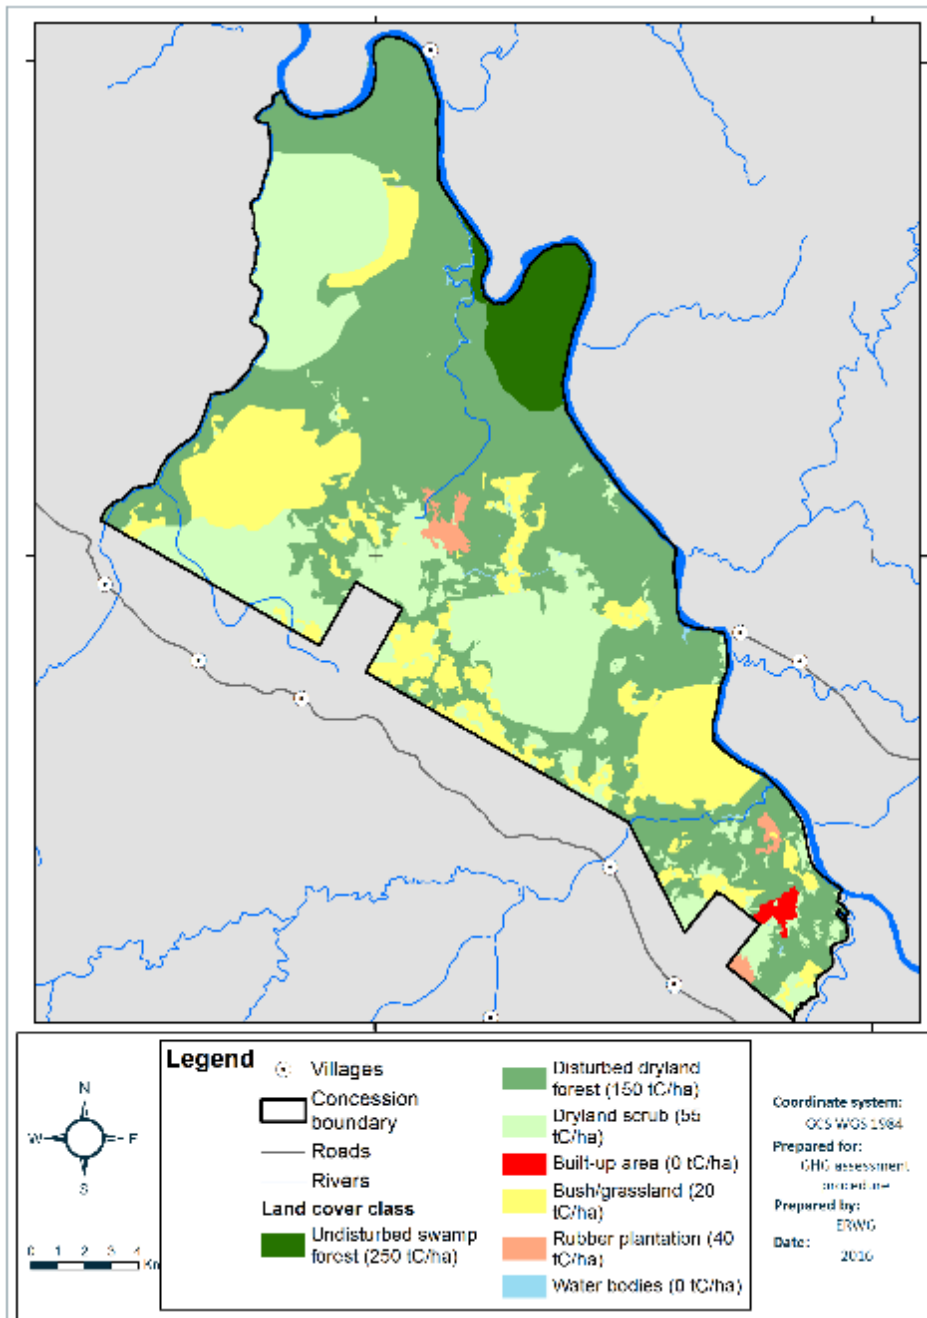 Legend
Villages
Concession
boundary
Roads
Rivers
Land cover class
Undisturbed swamp
forest (250 tC/ha)
Disturbed dryland
forest (150 tC/ha)
Dryland scrub (55
tC/ha)
Built-up area (0 tC/ha)
Bush/grassland (20
tC/ha)
Rubber plantation (40
tC/ha)
Water bodies (0 tC/ha)
N
W
E
S
0 1 2 3 4
Km
Coordinate system:
GCS WGS 1984
Prepared for:
GHG assessment
procedure
Prepared by:
ERWG
Date:
2016